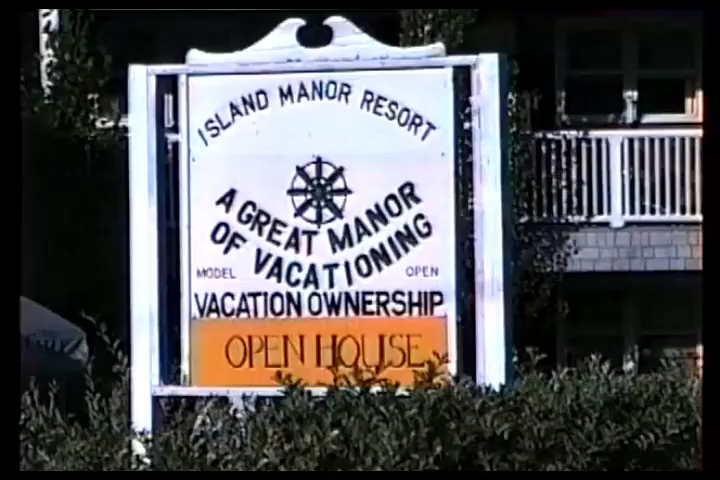 ISLAND MANOR RESORT
A GREAT MANOR
OF VACATIONING
MODEL OPEN
VACATION OWNERSHIP
OPEN HOUSE